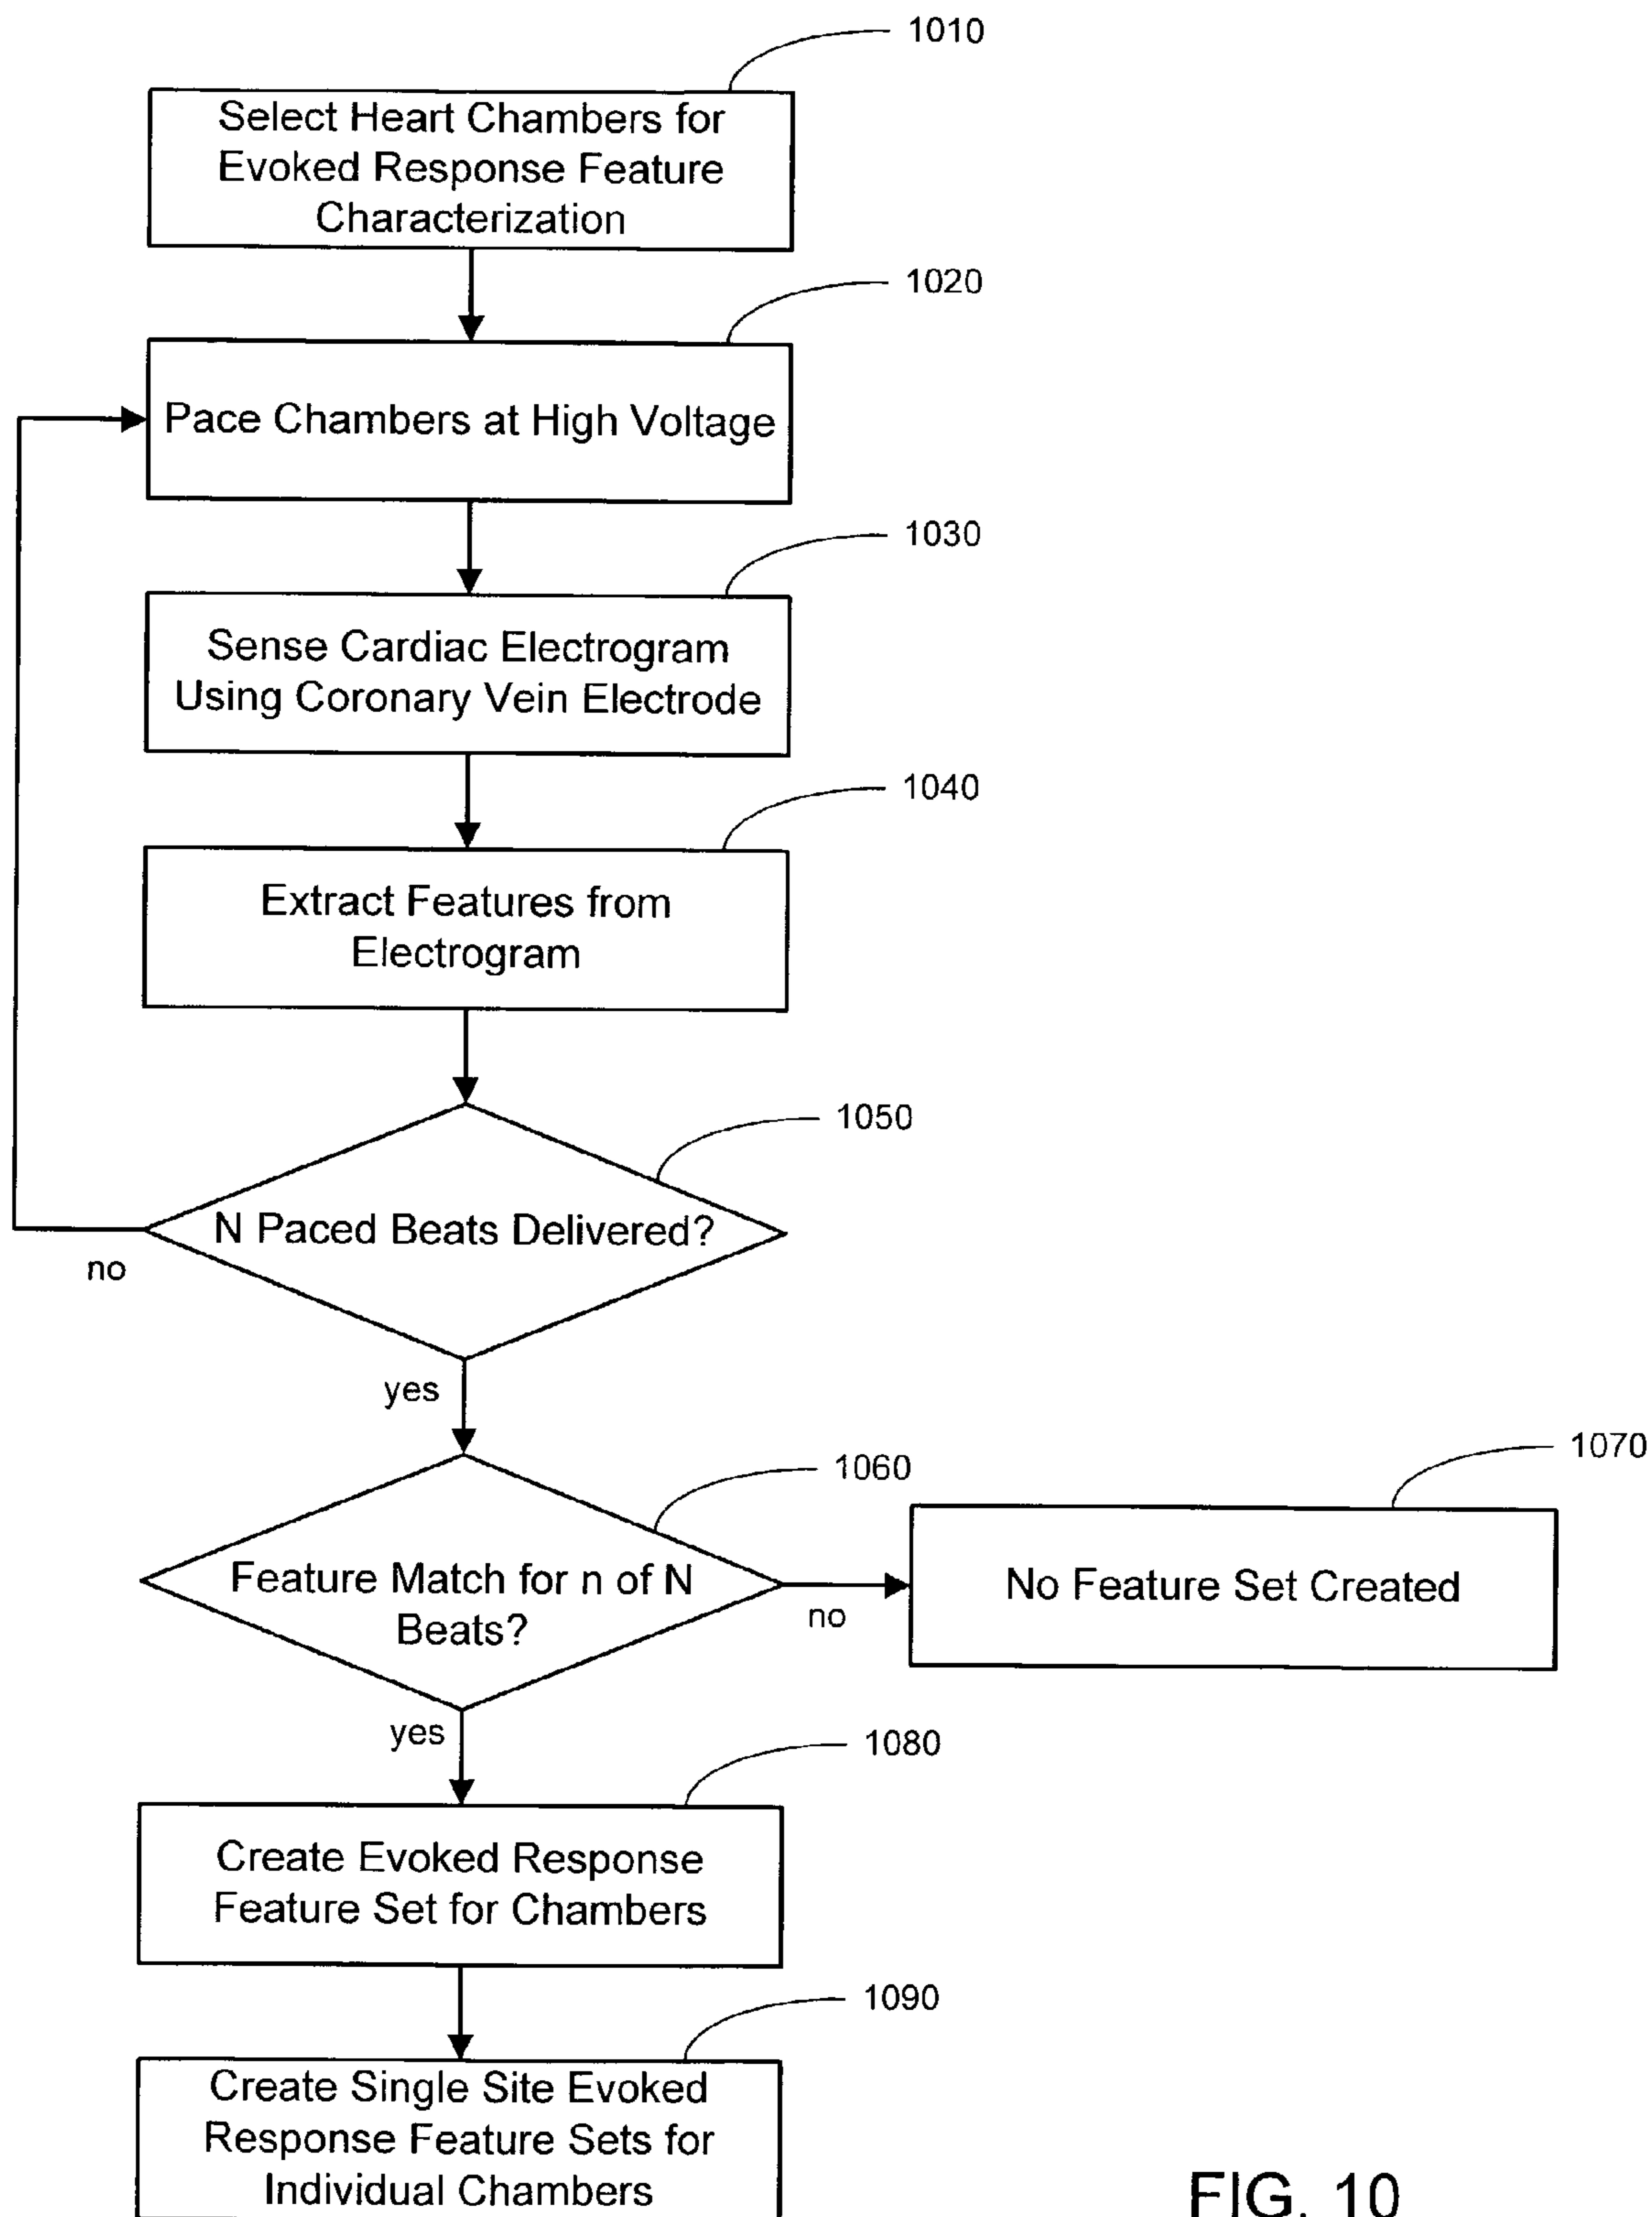 1010
Select Heart Chambers for
Evoked Response Feature
Characterization
1020
Pace Chambers at High Voltage
1030
Sense Cardiac Electrogram
Using Coronary Vein Electrode
1040
Extract Features from
Electrogram
1050
N Paced Beats Delivered?
no
yes
1060
Feature Match for n of N
Beats?
no
1070
No Feature Set Created
yes
1080
Create Evoked Response
Feature Set for Chambers
1090
Create Single Site Evoked
Response Feature Sets for
Individual Chambers
FIG. 10